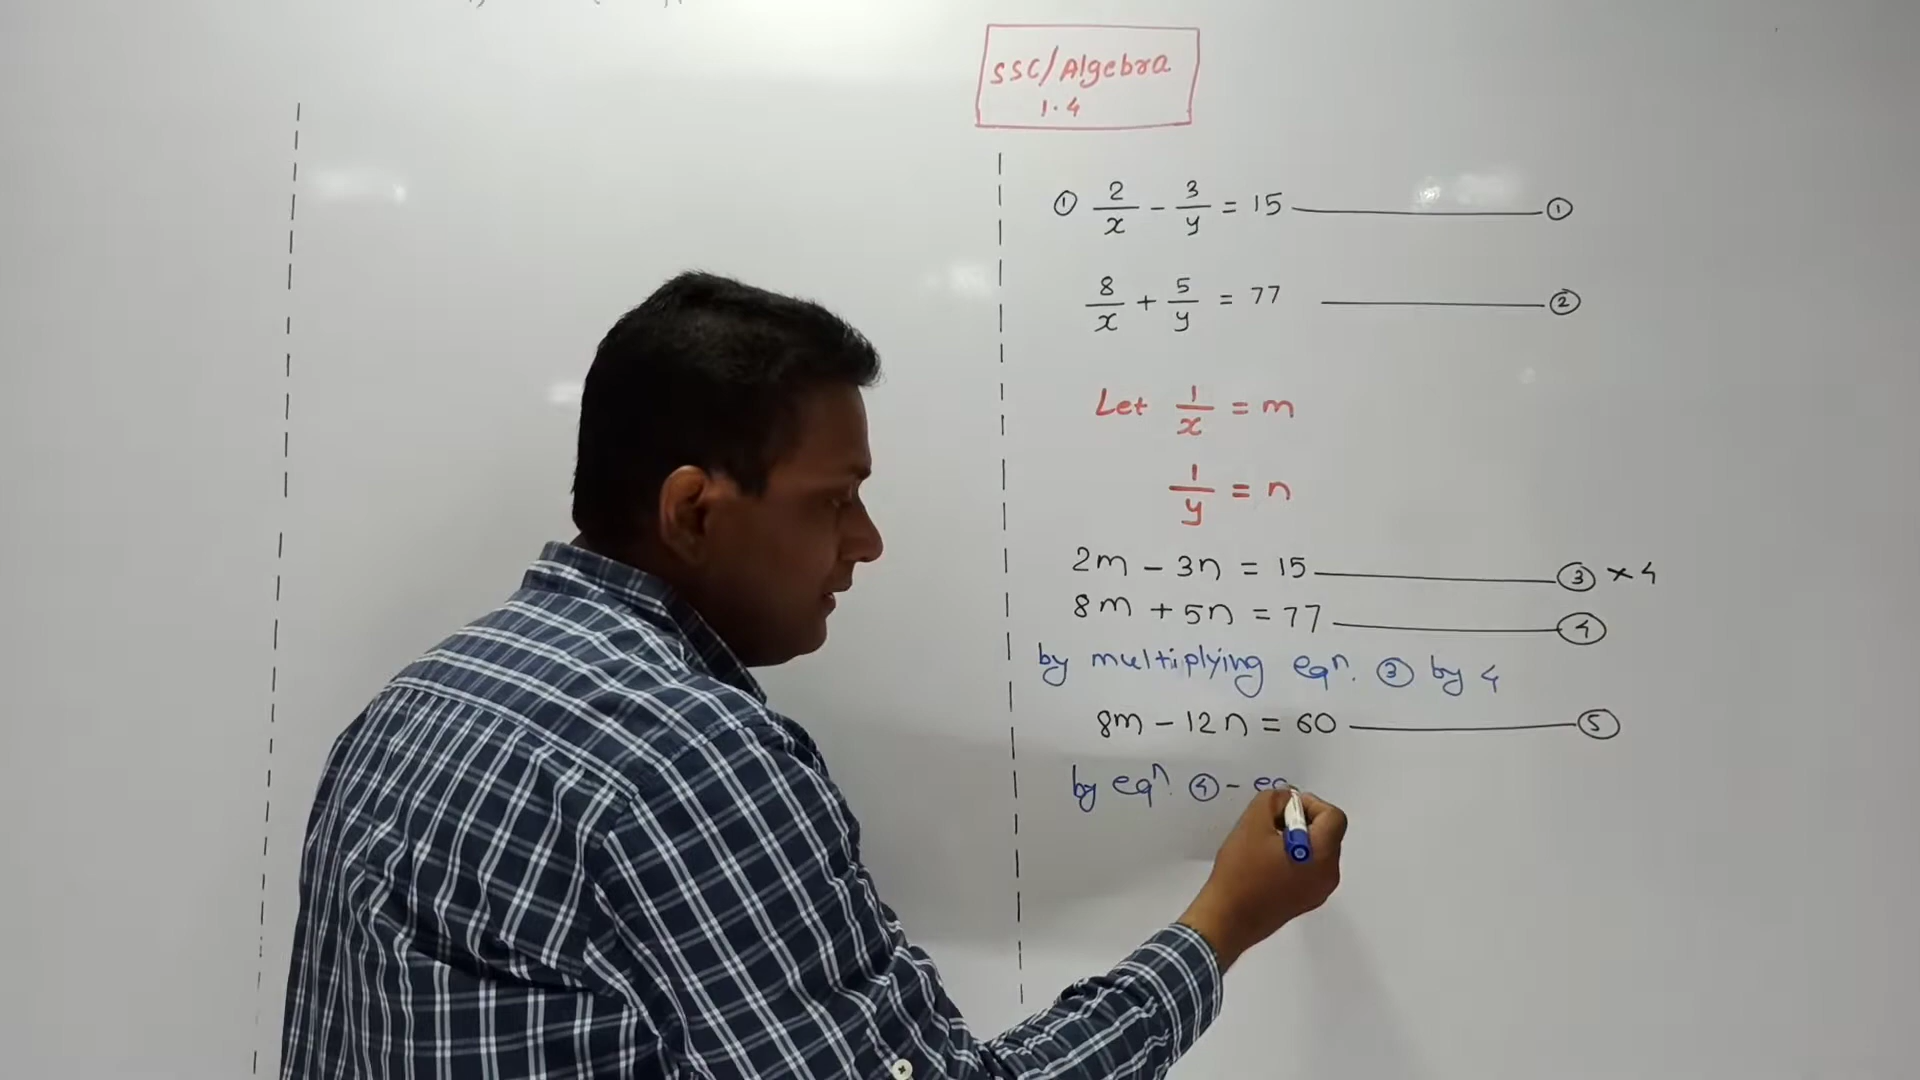 SSC/Algebra
1.4
① 2/x - 3/y = 15 ①
8/x + 5/y = 77 ②
Let 1/x = m
1/y = n
2m - 3n = 15 ③ × 4
8m + 5n = 77 ④
by multiplying eqn. ③ by 4
8m - 12n = 60 ⑤
by eqn. ④ - eq